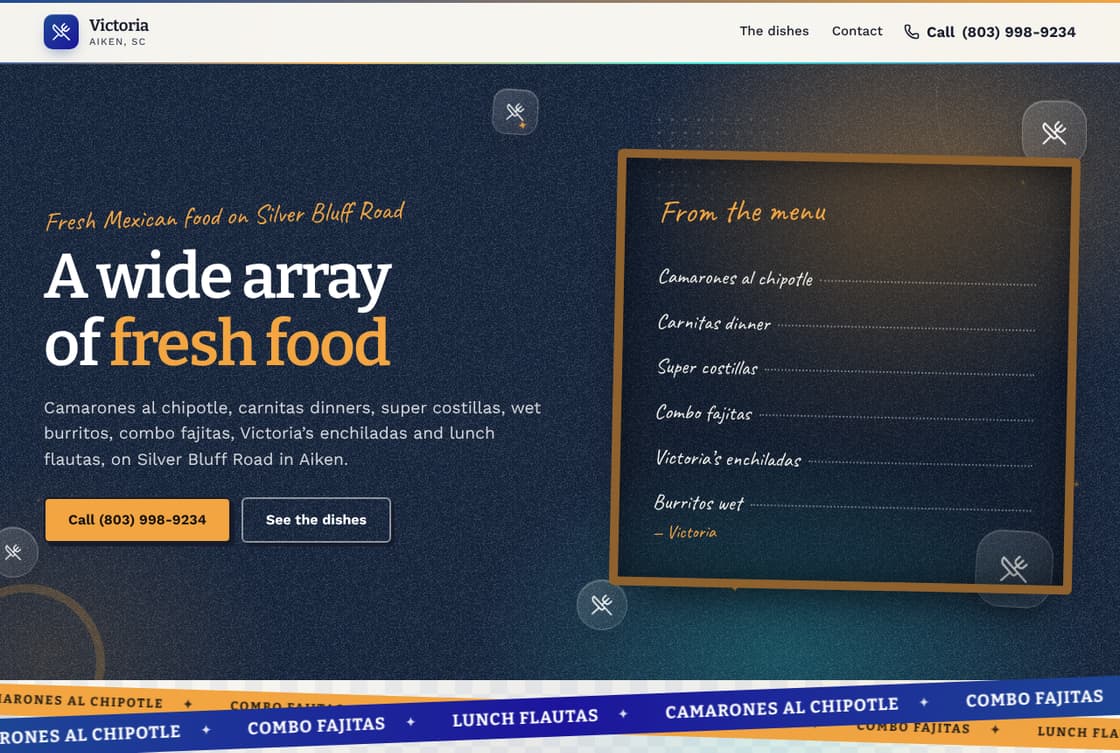 Victoria
AIKEN, SC
The dishes
Contact
Call (803) 998-9234
Fresh Mexican food on Silver Bluff Road
A wide array
of fresh food
Camarones al chipotle, carnitas dinners, super costillas, wet
burritos, combo fajitas, Victoria’s enchiladas and lunch
flautas, on Silver Bluff Road in Aiken.
Call (803) 998-9234
See the dishes
From the menu
Camarones al chipotle
Carnitas dinner
Super costillas
Combo fajitas
Victoria’s enchiladas
Burritos wet
– Victoria
ARONES AL CHIPOTLE ✦ COMBO FAJITAS
COMBO FAJITAS ✦ LUNCH FLA
RONES AL CHIPOTLE ✦ COMBO FAJITAS ✦ LUNCH FLAUTAS ✦ CAMARONES AL CHIPOTLE ✦ COMBO FAJITAS